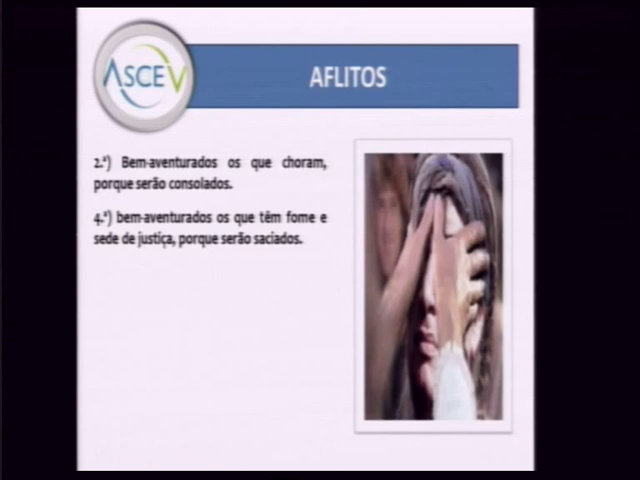 ASCEV
AFLITOS
2.ª) Bem-aventurados os que choram,
porque serão consolados.
4.ª) bem-aventurados os que têm fome e
sede de justiça, porque serão saciados.